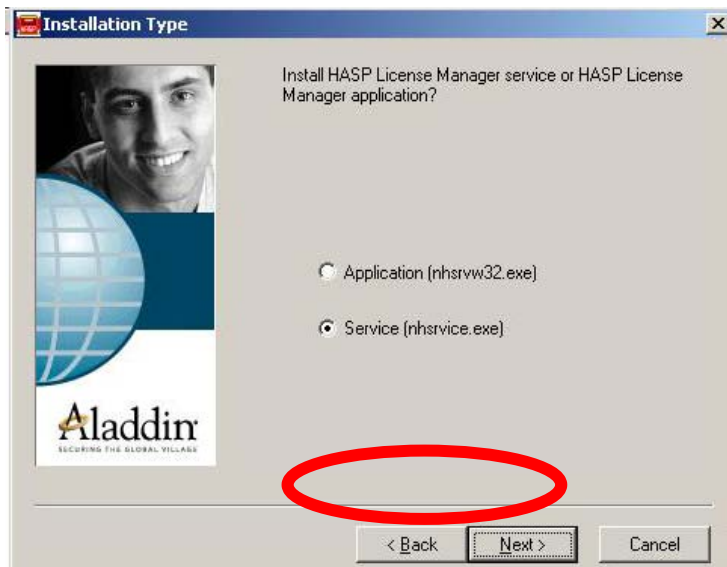 Installation Type
Install HASP License Manager service or HASP License
Manager application?
Application (nhsrvw32.exe)
Service (nhsrvice.exe)
Aladdin
SECURING THE GLOBAL VILLAGE
< Back
Next >
Cancel